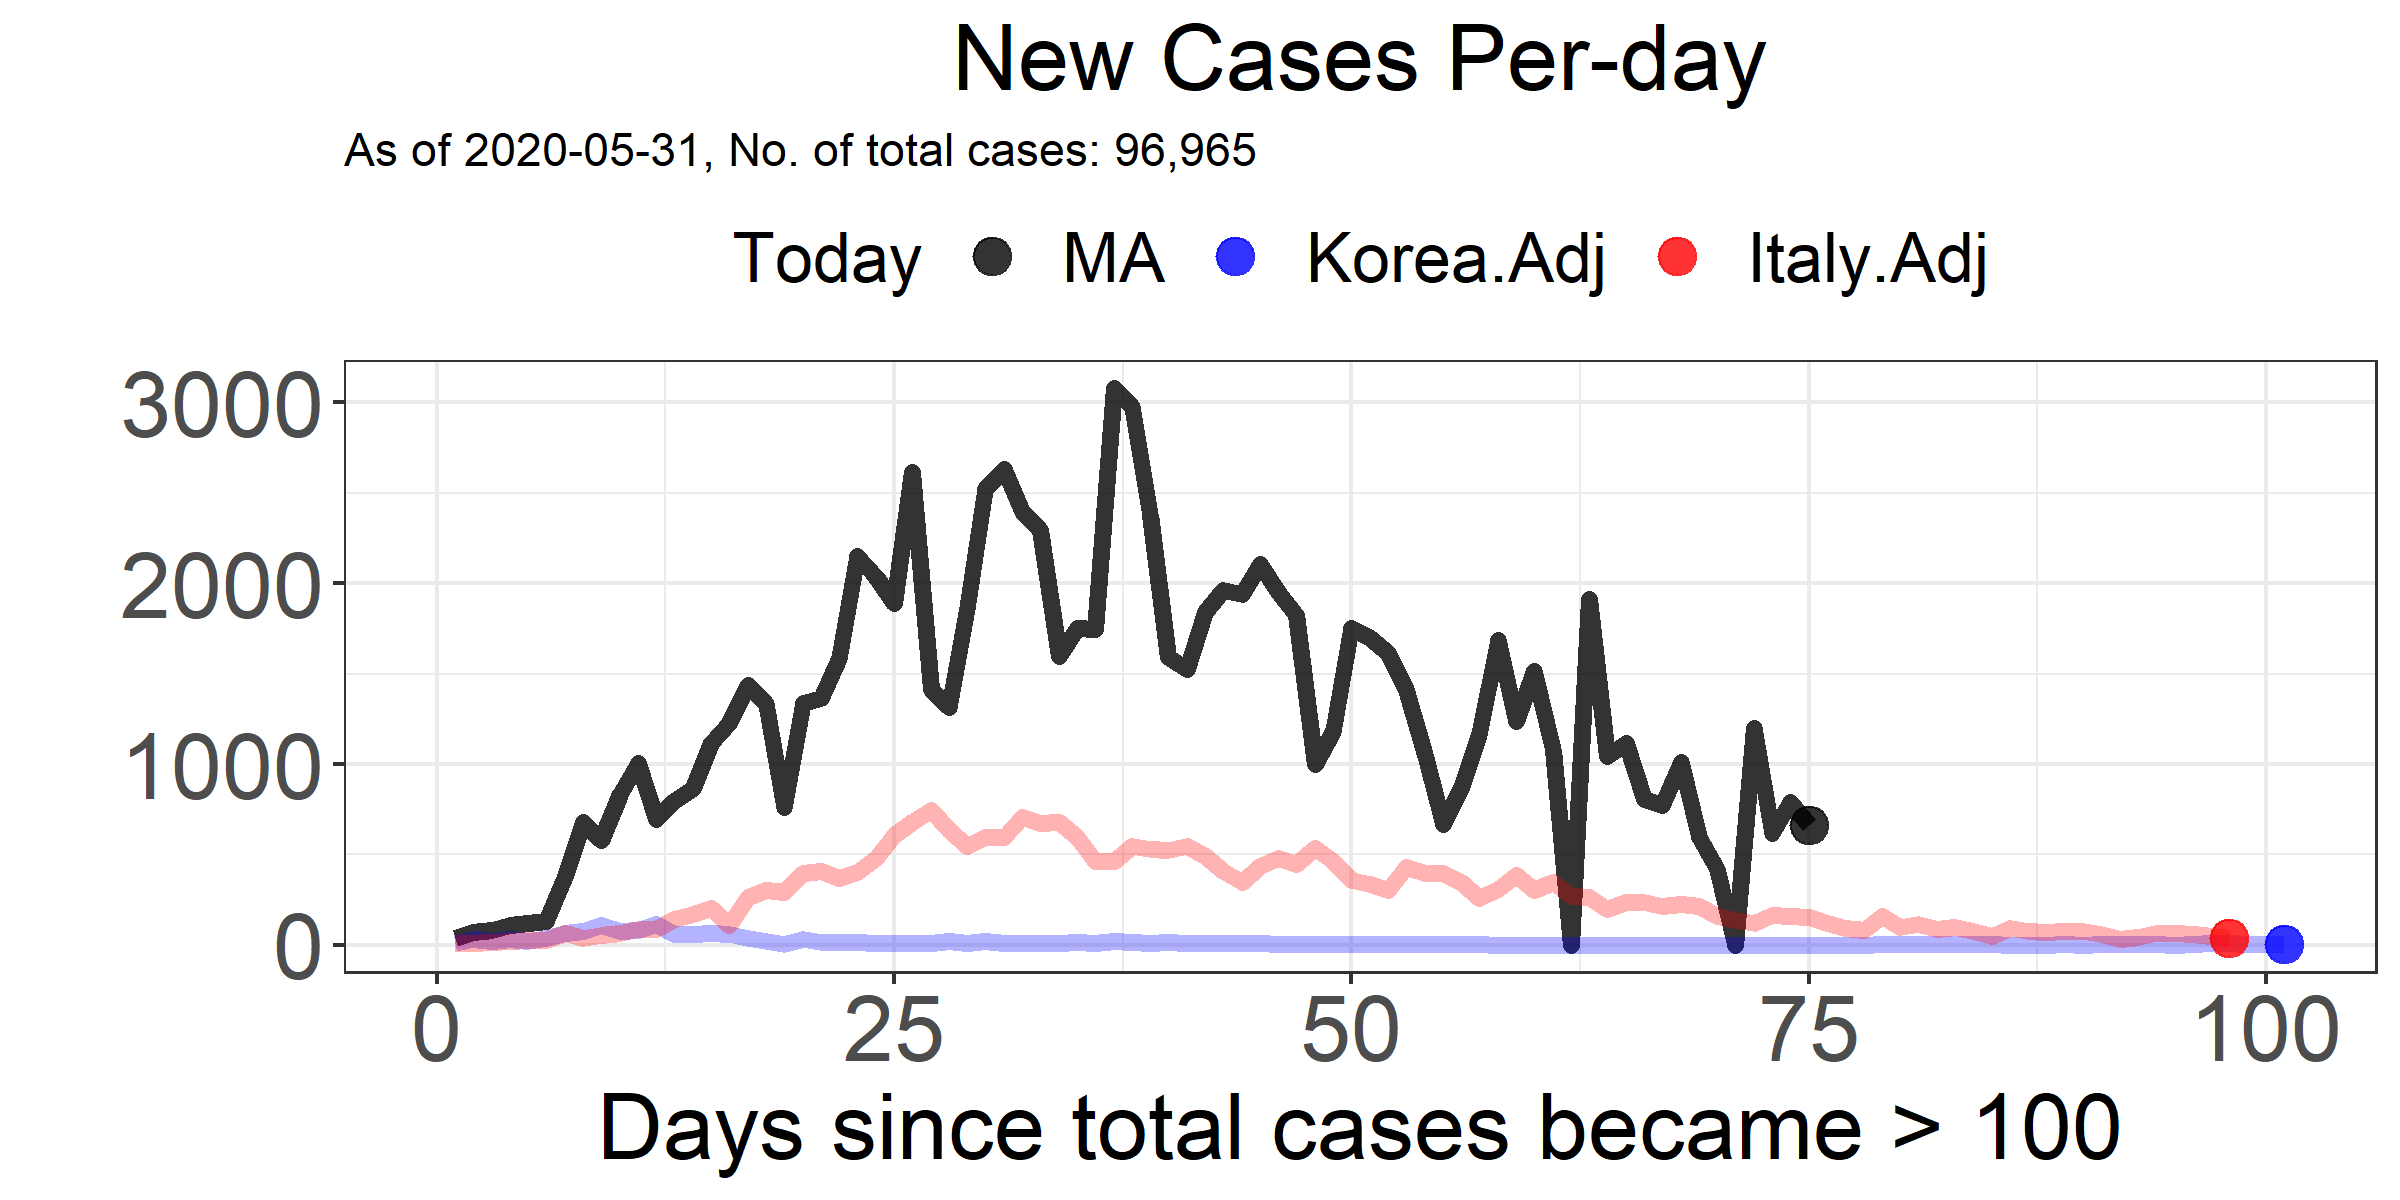 New Cases Per-day
As of 2020-05-31, No. of total cases: 96,965
Today MA Korea.Adj Italy.Adj
3000
2000
1000
0
0 25 50 75 100
Days since total cases became > 100